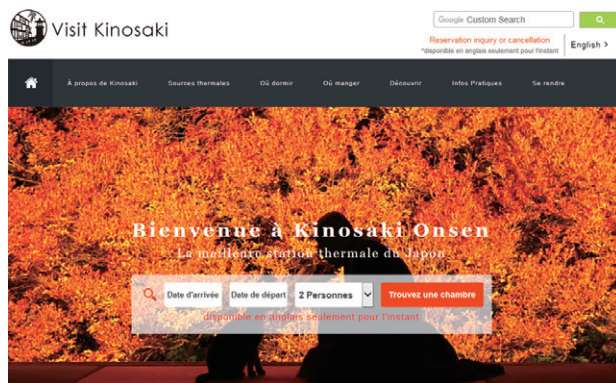 Visit Kinosaki
Google Custom Search
Reservation inquiry or cancellation
*disponible en anglais seulement pour l'instant
English >
À propos de Kinosaki
Sources thermales
Où dormir
Où manger
Découvrir
Infos Pratiques
Se rendre
Bienvenue à Kinosaki Onsen
La meilleure station thermale du Japon
Date d'arrivée
Date de départ
2 Personnes
Trouvez une chambre
disponible en anglais seulement pour l'instant